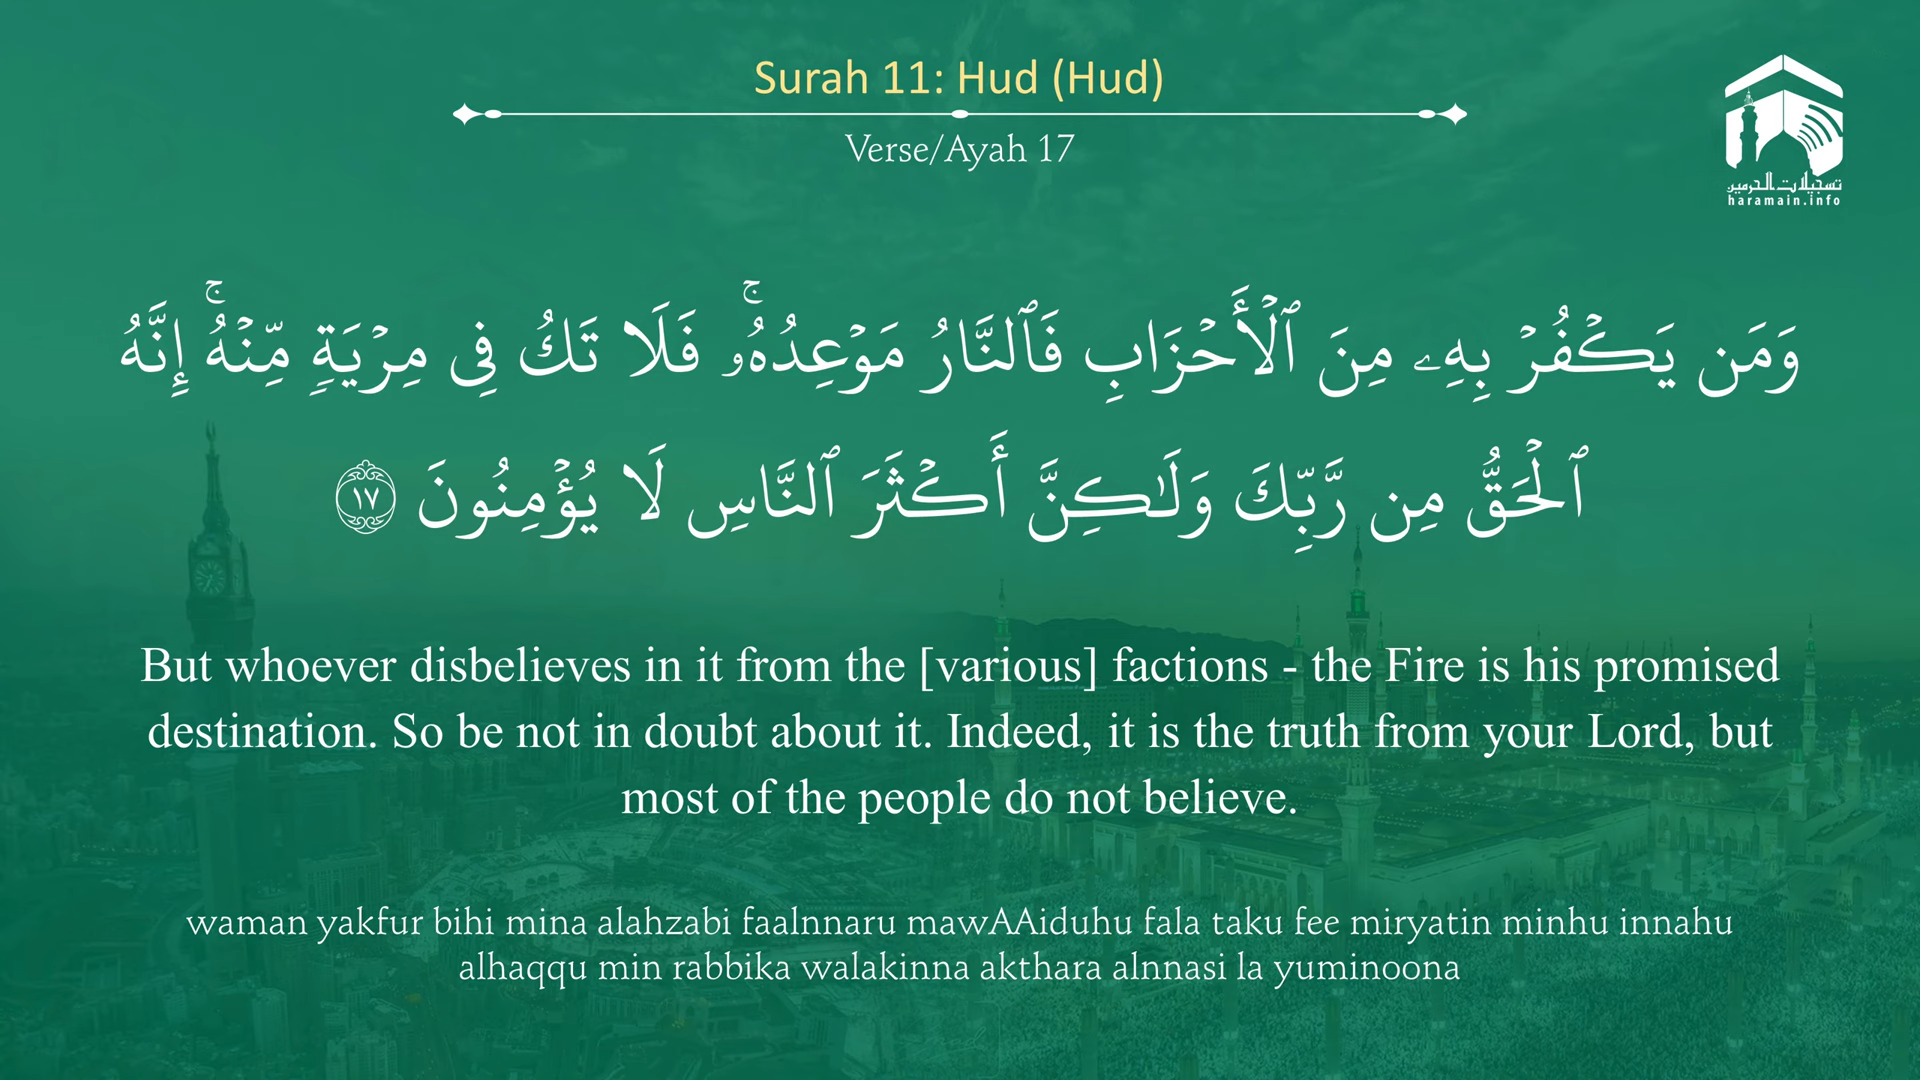 Surah 11: Hud (Hud)
Verse/Ayah 17
تسجيلات الحرمين
haramain.info
وَمَن يَكْفُرْ بِهِۦ مِنَ ٱلْأَحْزَابِ فَٱلنَّارُ مَوْعِدُهُۥ ۚ فَلَا تَكُ فِى مِرْيَةٍ مِّنْهُ ۚ إِنَّهُ
ٱلْحَقُّ مِن رَّبِّكَ وَلَـٰكِنَّ أَكْثَرَ ٱلنَّاسِ لَا يُؤْمِنُونَ ١٧
But whoever disbelieves in it from the [various] factions - the Fire is his promised
destination. So be not in doubt about it. Indeed, it is the truth from your Lord, but
most of the people do not believe.
waman yakfur bihi mina alahzabi faalnnaru mawAAiduhu fala taku fee miryatin minhu innahu
alhaqqu min rabbika walakinna akthara alnnasi la yuminoona